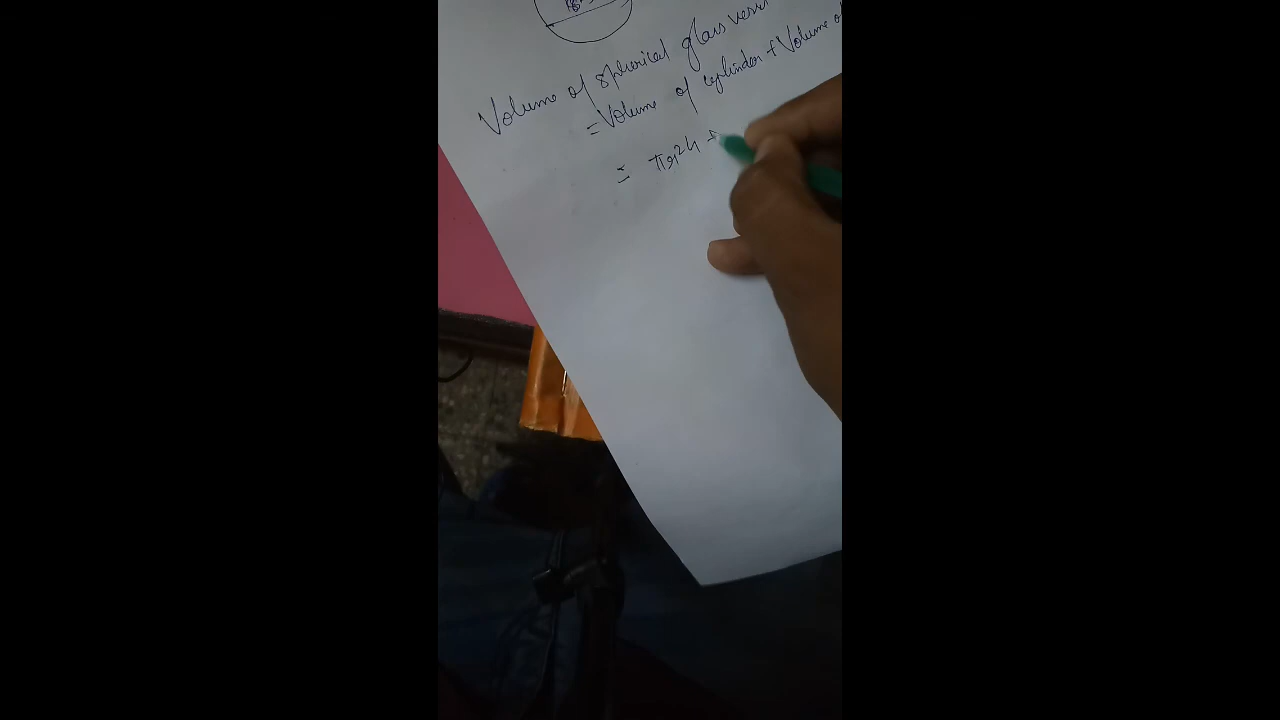 Volume of spherical glass vessel
= Volume of cylinder + Volume of
= πr²h +